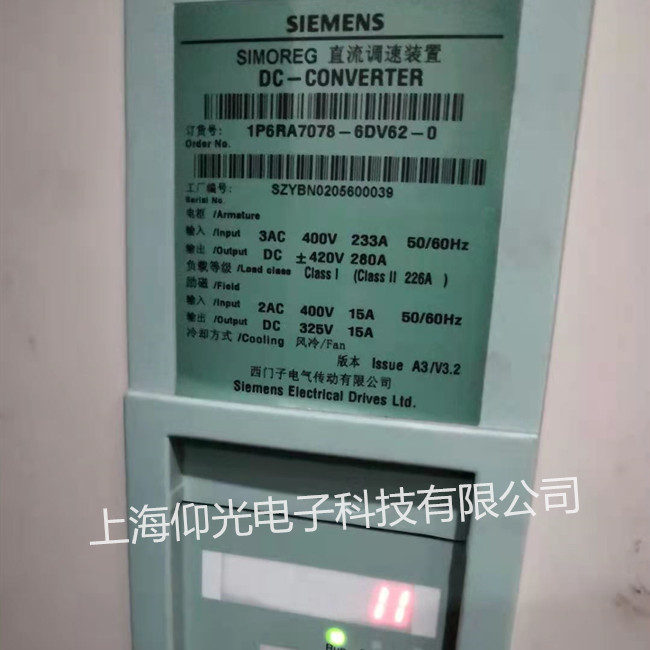 SIEMENS
SIMOREG 直流调速装置
DC-CONVERTER
订货号: 1P6RA7078-6DV62-0
Order No.
工厂编号: SZYBN0205600039
Serial No.
电枢 /Armature
输入 /Input 3AC 400V 233A 50/60Hz
输出 /Output DC ±420V 280A
负载等级 /Load class Class I (Class II 226A)
励磁 /Field
输入 /Input 2AC 400V 15A 50/60Hz
输出 /Output DC 325V 15A
冷却方式 /Cooling 风冷/Fan
版本 Issue A3/V3.2
西门子电气传动有限公司
Siemens Electrical Drives Ltd.
上海仰光电子科技有限公司
11